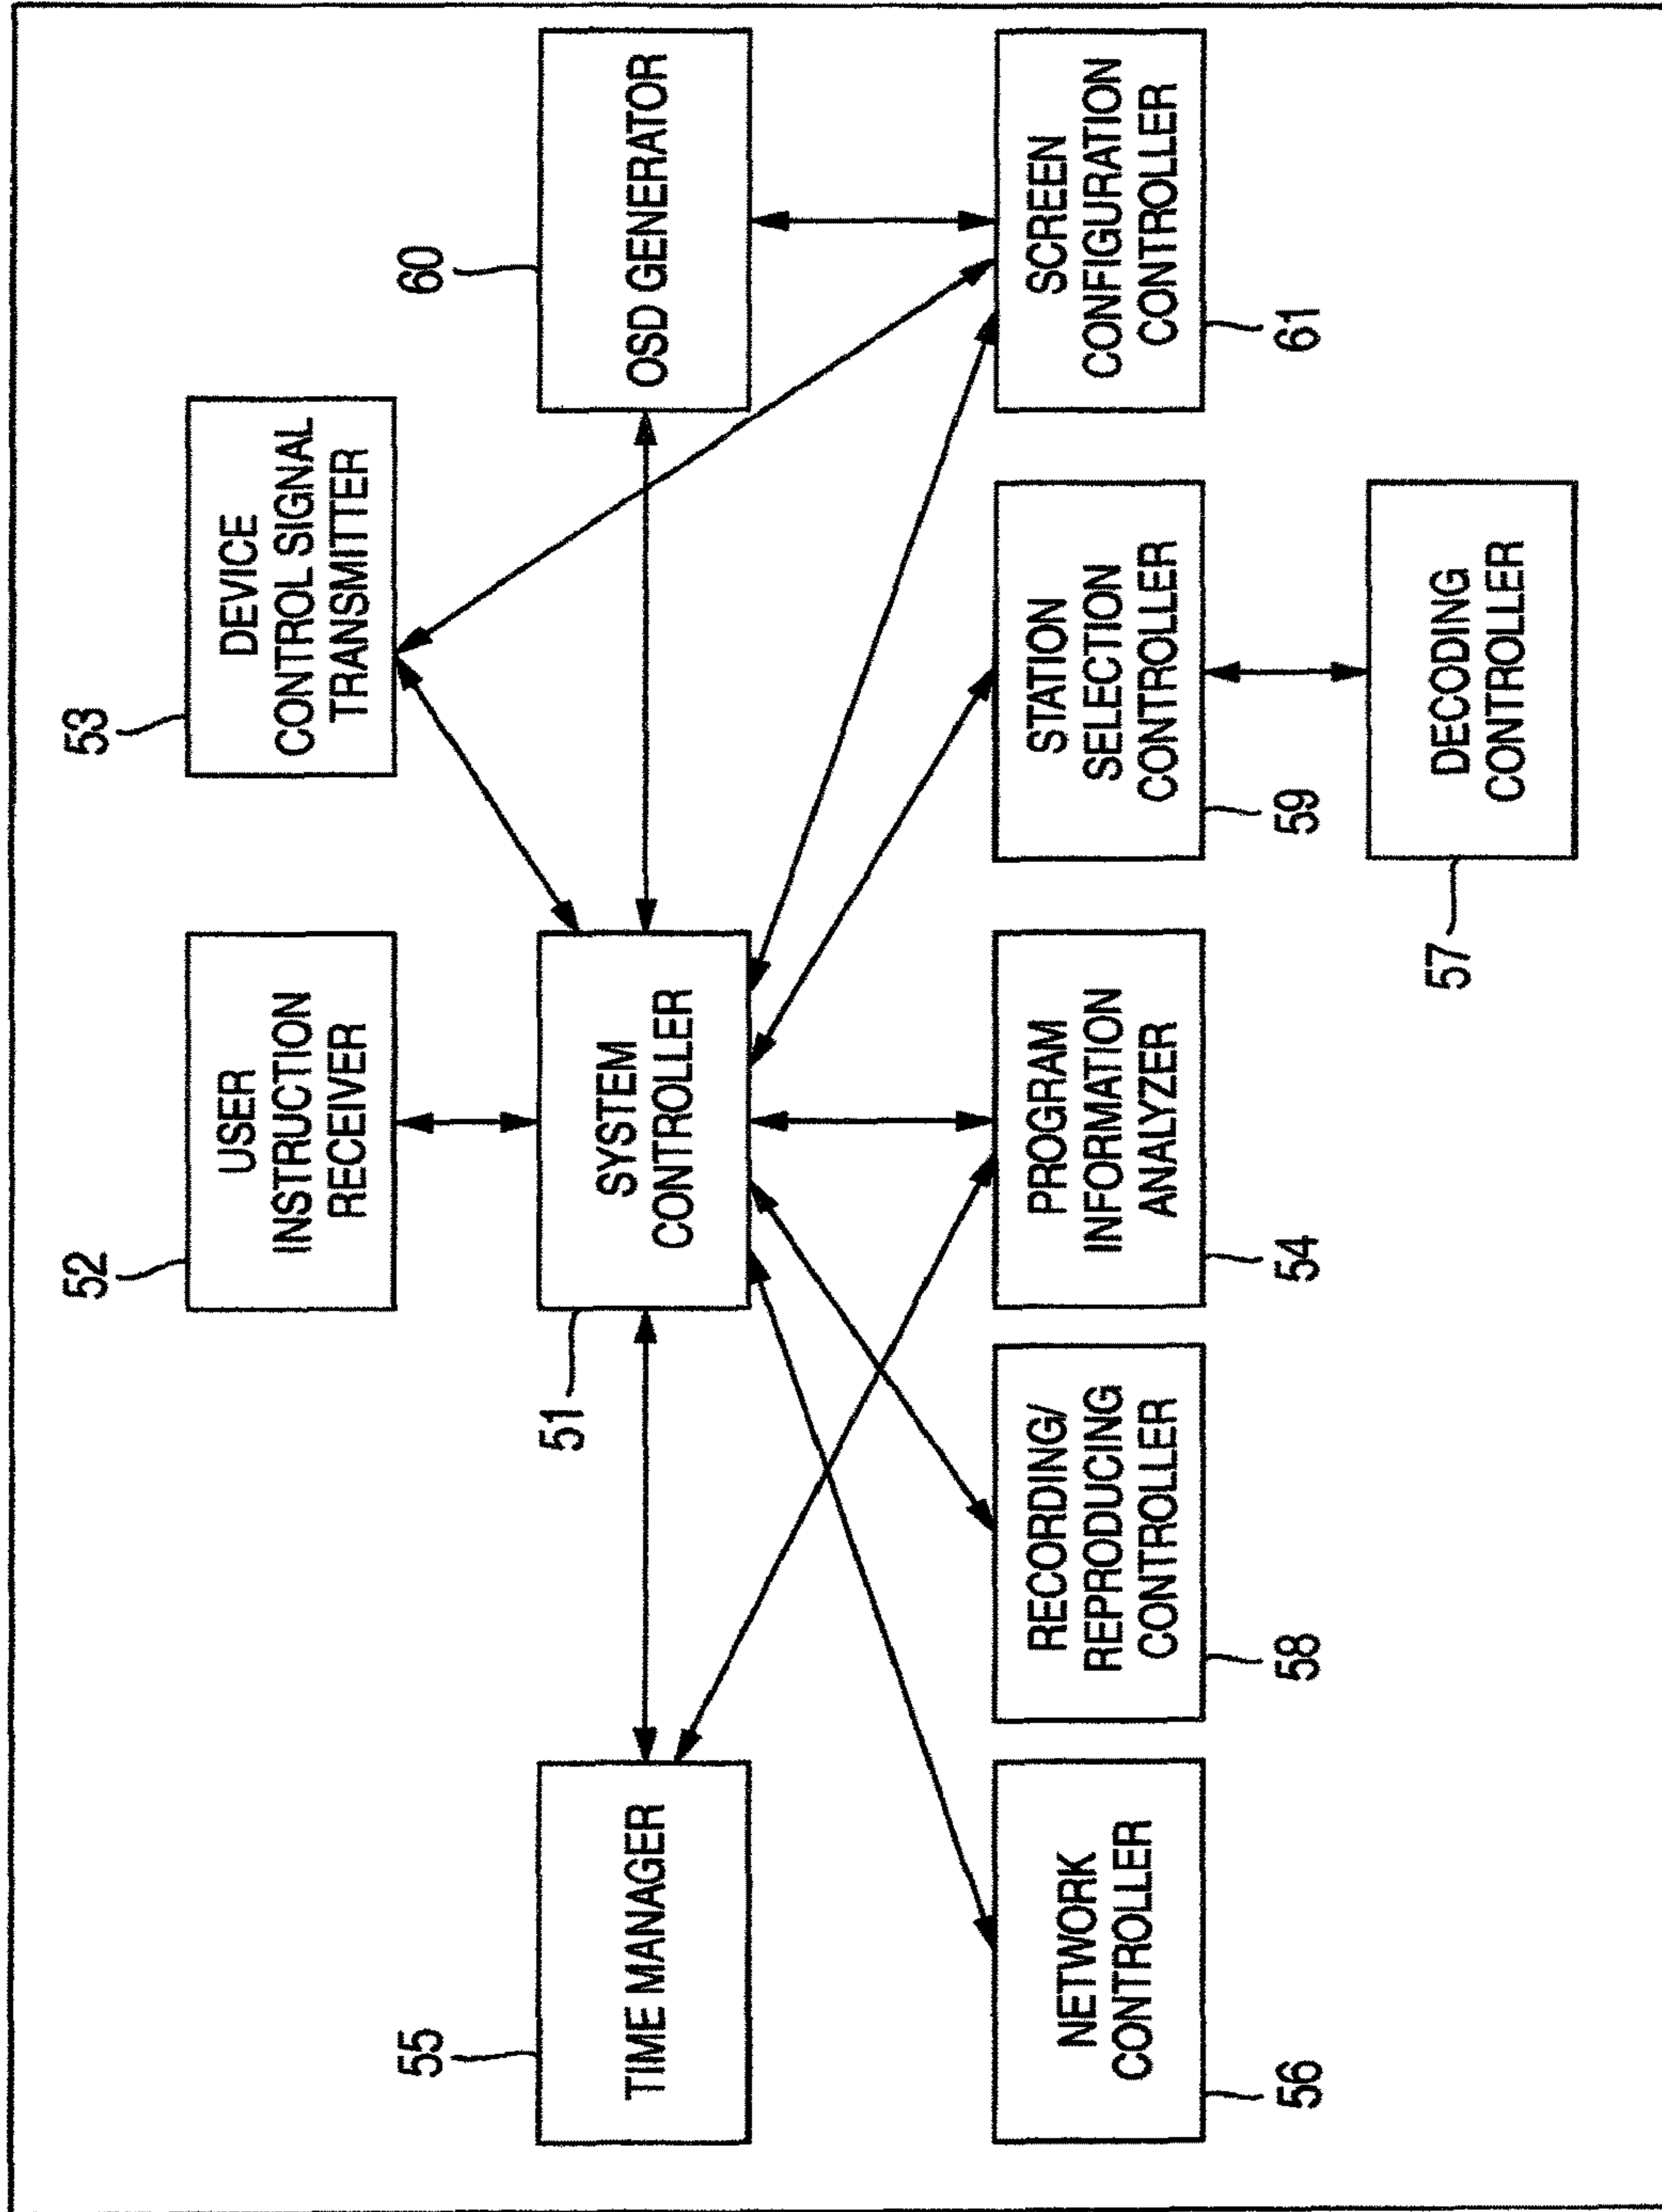 52
USER
INSTRUCTION
RECEIVER
53
DEVICE
CONTROL SIGNAL
TRANSMITTER
55
TIME MANAGER
51
SYSTEM
CONTROLLER
60
OSD GENERATOR
NETWORK
CONTROLLER
56
RECORDING/
REPRODUCING
CONTROLLER
58
PROGRAM
INFORMATION
ANALYZER
54
STATION
SELECTION
CONTROLLER
59
SCREEN
CONFIGURATION
CONTROLLER
61
57
DECODING
CONTROLLER